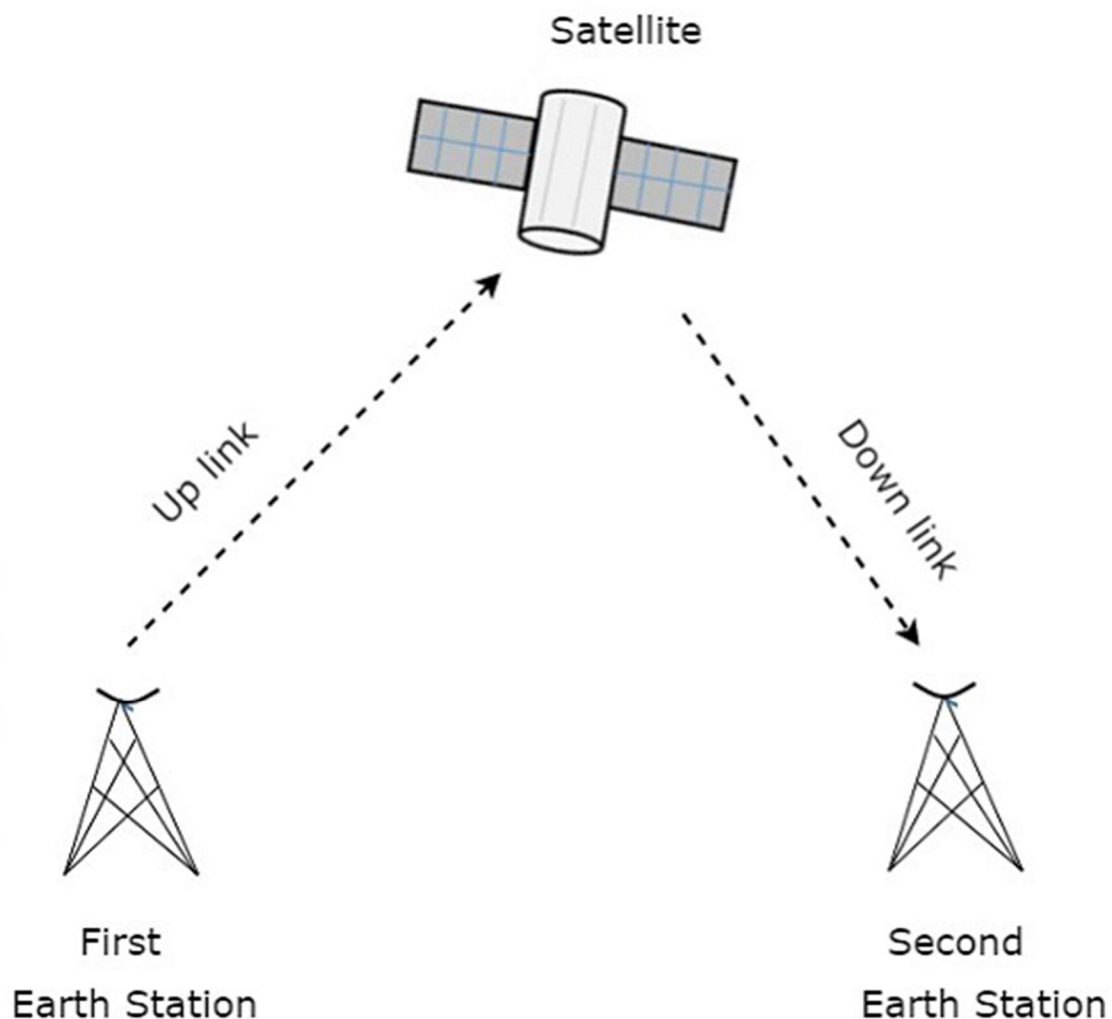 Satellite
Up link
Down link
First
Earth Station
Second
Earth Station